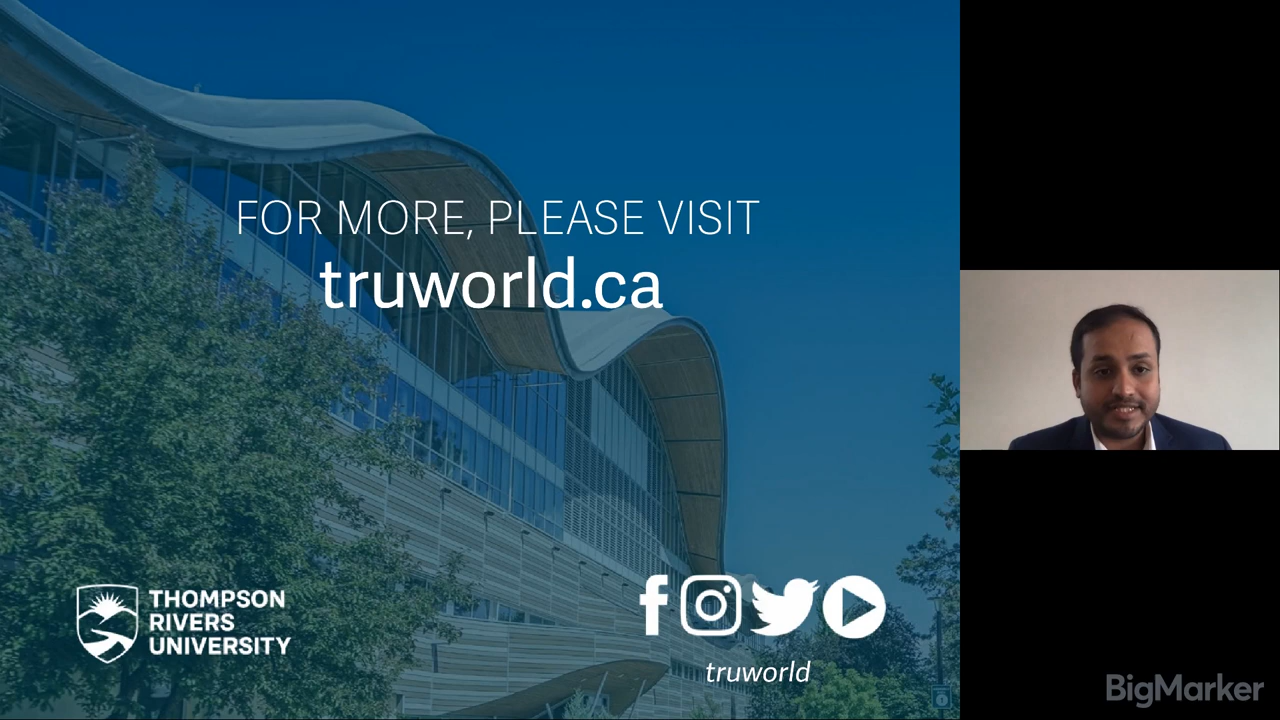 FOR MORE, PLEASE VISIT
truworld.ca
THOMPSON
RIVERS
UNIVERSITY
truworld
BigMarker